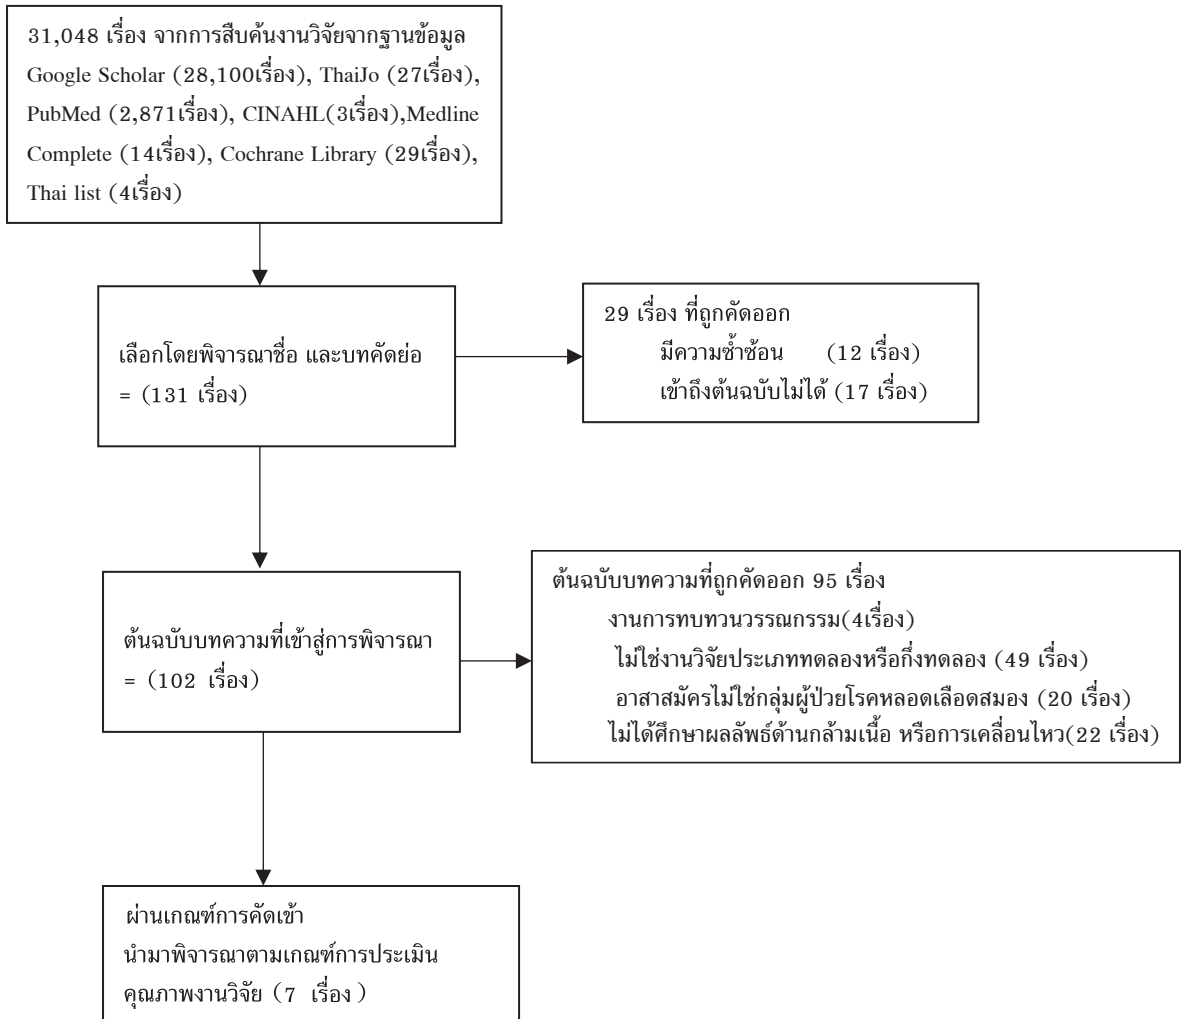 31,048 เรื่อง จากการสืบค้นงานวิจัยจากฐานข้อมูล
Google Scholar (28,100เรื่อง), ThaiJo (27เรื่อง),
PubMed (2,871เรื่อง), CINAHL(3เรื่อง),Medline
Complete (14เรื่อง), Cochrane Library (29เรื่อง),
Thai list (4เรื่อง)
เลือกโดยพิจารณาชื่อ และบทคัดย่อ
= (131 เรื่อง)
29 เรื่อง ที่ถูกคัดออก
มีความซ้ำซ้อน (12 เรื่อง)
เข้าถึงต้นฉบับไม่ได้ (17 เรื่อง)
ต้นฉบับบทความที่เข้าสู่การพิจารณา
= (102 เรื่อง)
ต้นฉบับบทความที่ถูกคัดออก 95 เรื่อง
งานการทบทวนวรรณกรรม(4เรื่อง)
ไม่ใช่งานวิจัยประเภททดลองหรือกึ่งทดลอง (49 เรื่อง)
อาสาสมัครไม่ใช่กลุ่มผู้ป่วยโรคหลอดเลือดสมอง (20 เรื่อง)
ไม่ได้ศึกษาผลลัพธ์ด้านกล้ามเนื้อ หรือการเคลื่อนไหว(22 เรื่อง)
ผ่านเกณฑ์การคัดเข้า
นำมาพิจารณาตามเกณฑ์การประเมิน
คุณภาพงานวิจัย (7 เรื่อง )